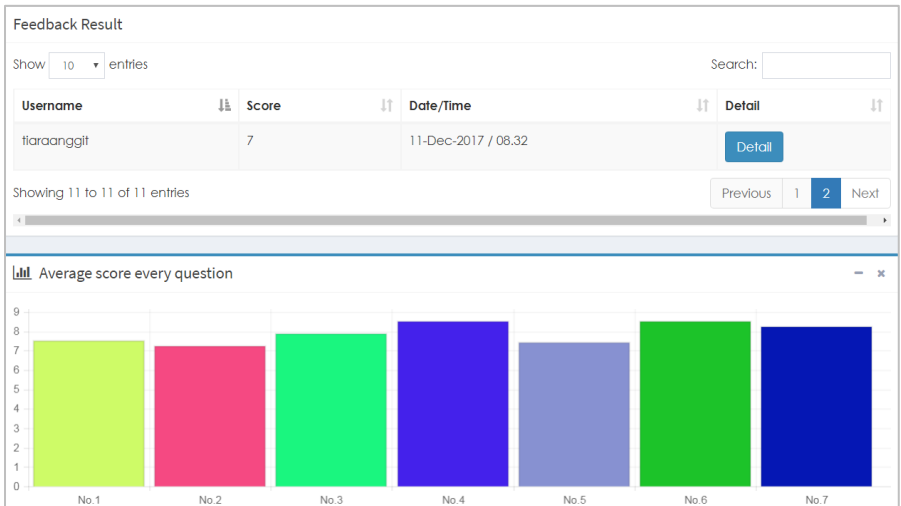 Feedback Result
Show 10 entries Search:
Username Score Date/Time Detail
tiaraanggit 7 11-Dec-2017 / 08.32 Detail
Showing 11 to 11 of 11 entries Previous 1 2 Next
Average score every question
9
8
7
6
5
4
3
2
1
0
No.1 No.2 No.3 No.4 No.5 No.6 No.7